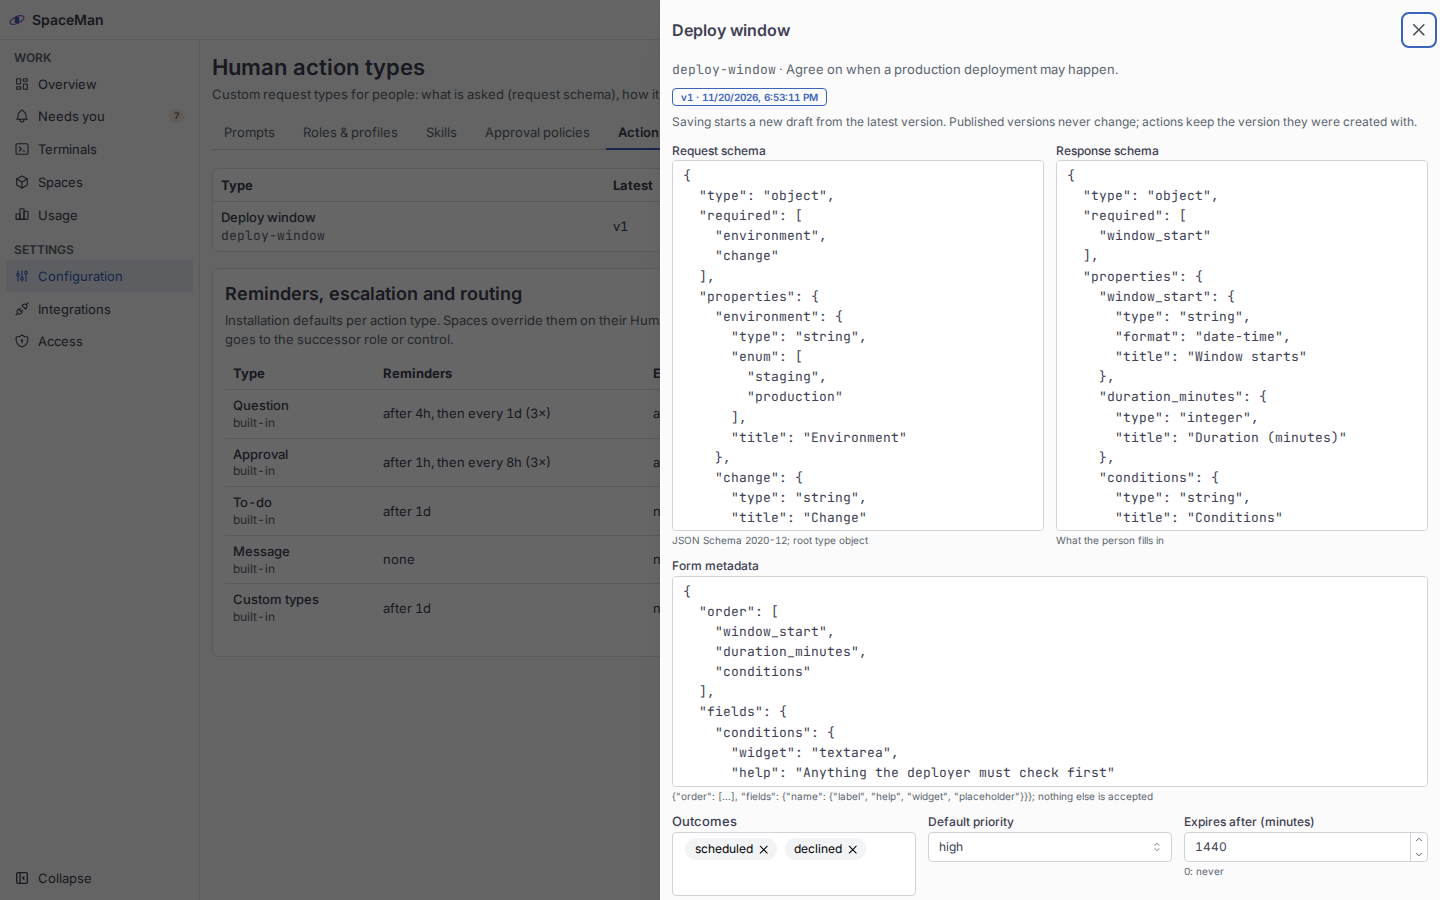 SpaceMan
WORK
Overview
Needs you
7
Terminals
Spaces
Usage
SETTINGS
Configuration
Integrations
Access
Collapse
Human action types
Custom request types for people: what is asked (request schema), how it
Prompts
Roles & profiles
Skills
Approval policies
Action
Type
Latest
Deploy window
deploy-window
v1
Reminders, escalation and routing
Installation defaults per action type. Spaces override them on their Hum
goes to the successor role or control.
Type
Reminders
E
Question
built-in
after 4h, then every 1d (3×)
a
Approval
built-in
after 1h, then every 8h (3×)
a
To-do
built-in
after 1d
n
Message
built-in
none
n
Custom types
built-in
after 1d
n
Deploy window
deploy-window · Agree on when a production deployment may happen.
v1 · 11/20/2026, 6:53:11 PM
Saving starts a new draft from the latest version. Published versions never change; actions keep the version they were created with.
Request schema
{
  "type": "object",
  "required": [
    "environment",
    "change"
  ],
  "properties": {
    "environment": {
      "type": "string",
      "enum": [
        "staging",
        "production"
      ],
      "title": "Environment"
    },
    "change": {
      "type": "string",
      "title": "Change"
JSON Schema 2020-12; root type object
Response schema
{
  "type": "object",
  "required": [
    "window_start"
  ],
  "properties": {
    "window_start": {
      "type": "string",
      "format": "date-time",
      "title": "Window starts"
    },
    "duration_minutes": {
      "type": "integer",
      "title": "Duration (minutes)"
    },
    "conditions": {
      "type": "string",
      "title": "Conditions"
What the person fills in
Form metadata
{
  "order": [
    "window_start",
    "duration_minutes",
    "conditions"
  ],
  "fields": {
    "conditions": {
      "widget": "textarea",
      "help": "Anything the deployer must check first"
{"order": [...], "fields": {"name": {"label", "help", "widget", "placeholder"}}}; nothing else is accepted
Outcomes
scheduled
declined
Default priority
high
Expires after (minutes)
1440
0: never